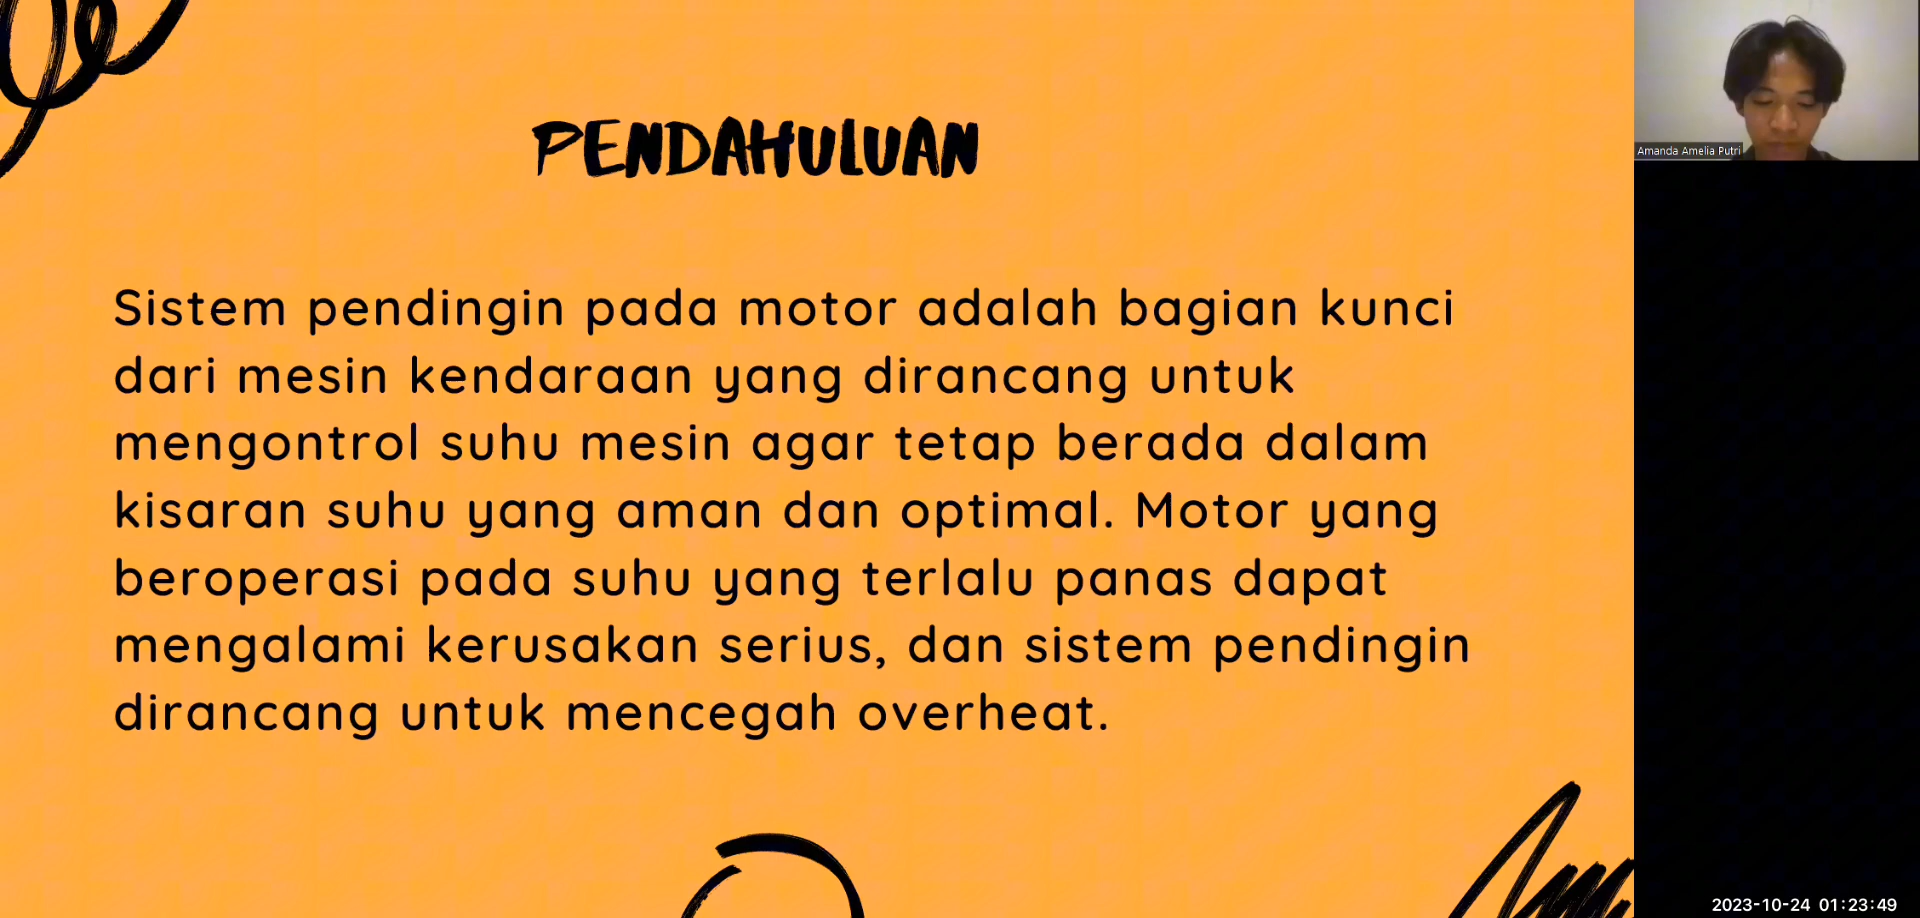 PENDAHULUAN
Sistem pendingin pada motor adalah bagian kunci
dari mesin kendaraan yang dirancang untuk
mengontrol suhu mesin agar tetap berada dalam
kisaran suhu yang aman dan optimal. Motor yang
beroperasi pada suhu yang terlalu panas dapat
mengalami kerusakan serius, dan sistem pendingin
dirancang untuk mencegah overheat.
Amanda Amelia Putri
2023-10-24 01:23:49